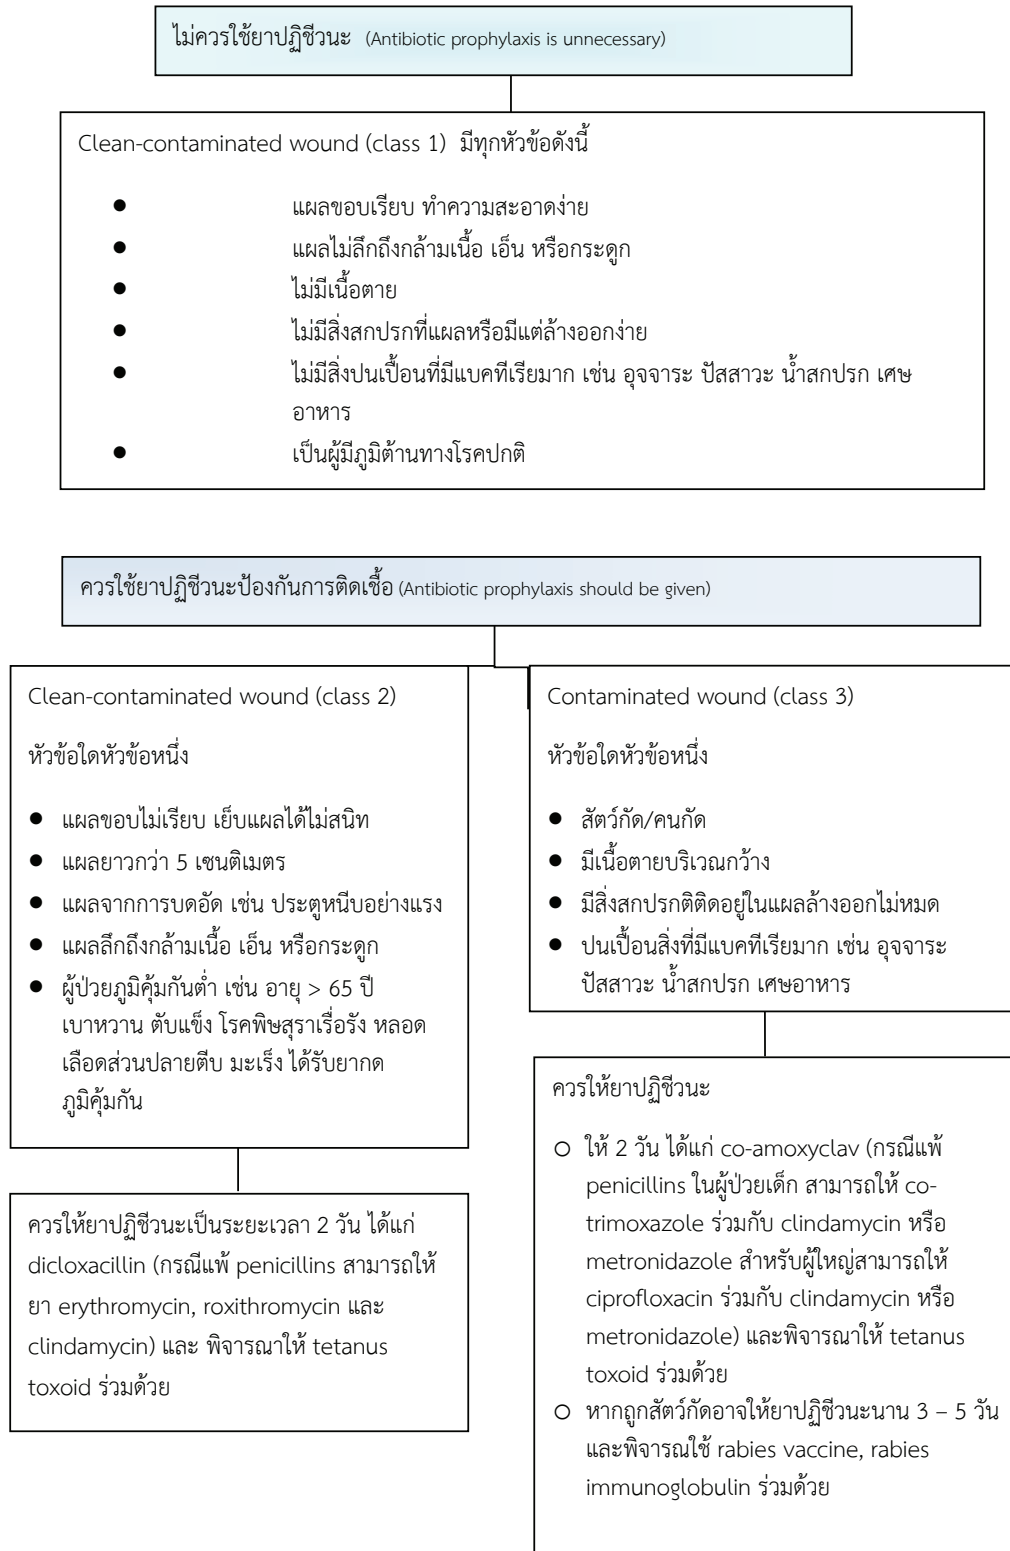 ไม่ควรใช้ยาปฏิชีวนะ (Antibiotic prophylaxis is unnecessary)
Clean-contaminated wound (class 1) มีทุกหัวข้อดังนี้
● แผลขอบเรียบ ทำความสะอาดง่าย
● แผลไม่ลึกถึงกล้ามเนื้อ เอ็น หรือกระดูก
● ไม่มีเนื้อตาย
● ไม่มีสิ่งสกปรกที่แผลหรือมีแต่ล้างออกง่าย
● ไม่มีสิ่งปนเปื้อนที่มีแบคทีเรียมาก เช่น อุจจาระ ปัสสาวะ น้ำสกปรก เศษ
อาหาร
● เป็นผู้มีภูมิต้านทางโรคปกติ
ควรใช้ยาปฏิชีวนะป้องกันการติดเชื้อ (Antibiotic prophylaxis should be given)
Clean-contaminated wound (class 2)
หัวข้อใดหัวข้อหนึ่ง
● แผลขอบไม่เรียบ เย็บแผลได้ไม่สนิท
● แผลยาวกว่า 5 เซนติเมตร
● แผลจากการบดอัด เช่น ประตูหนีบอย่างแรง
● แผลลึกถึงกล้ามเนื้อ เอ็น หรือกระดูก
● ผู้ป่วยภูมิคุ้มกันต่ำ เช่น อายุ > 65 ปี
เบาหวาน ตับแข็ง โรคพิษสุราเรื่อรัง หลอด
เลือดส่วนปลายตีบ มะเร็ง ได้รับยากด
ภูมิคุ้มกัน
ควรให้ยาปฏิชีวนะเป็นระยะเวลา 2 วัน ได้แก่
dicloxacillin (กรณีแพ้ penicillins สามารถให้
ยา erythromycin, roxithromycin และ
clindamycin) และ พิจารณาให้ tetanus
toxoid ร่วมด้วย
Contaminated wound (class 3)
หัวข้อใดหัวข้อหนึ่ง
● สัตว์กัด/คนกัด
● มีเนื้อตายบริเวณกว้าง
● มีสิ่งสกปรกติติดอยู่ในแผลล้างออกไม่หมด
● ปนเปื้อนสิ่งที่มีแบคทีเรียมาก เช่น อุจจาระ
ปัสสาวะ น้ำสกปรก เศษอาหาร
ควรให้ยาปฏิชีวนะ
o ให้ 2 วัน ได้แก่ co-amoxyclav (กรณีแพ้
penicillins ในผู้ป่วยเด็ก สามารถให้ co-
trimoxazole ร่วมกับ clindamycin หรือ
metronidazole สำหรับผู้ใหญ่สามารถให้
ciprofloxacin ร่วมกับ clindamycin หรือ
metronidazole) และพิจารณาให้ tetanus
toxoid ร่วมด้วย
o หากถูกสัตว์กัดอาจให้ยาปฏิชีวนะนาน 3 – 5 วัน
และพิจารณใช้ rabies vaccine, rabies
immunoglobulin ร่วมด้วย